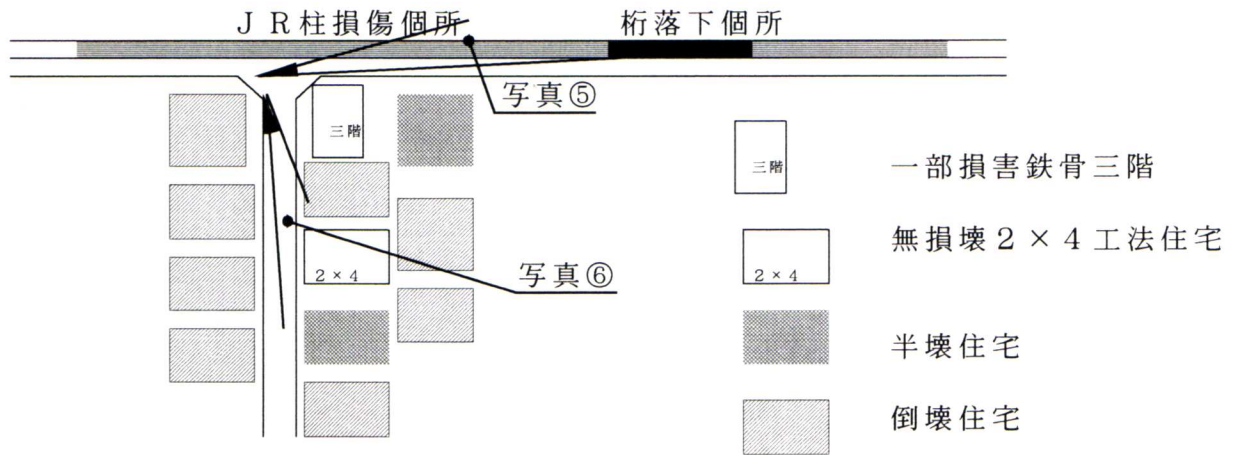 JR柱損傷個所
桁落下個所
写真⑤
三階
2×4
写真⑥
三階
一部損害鉄骨三階
2×4
無損壊2×4工法住宅
半壊住宅
倒壊住宅